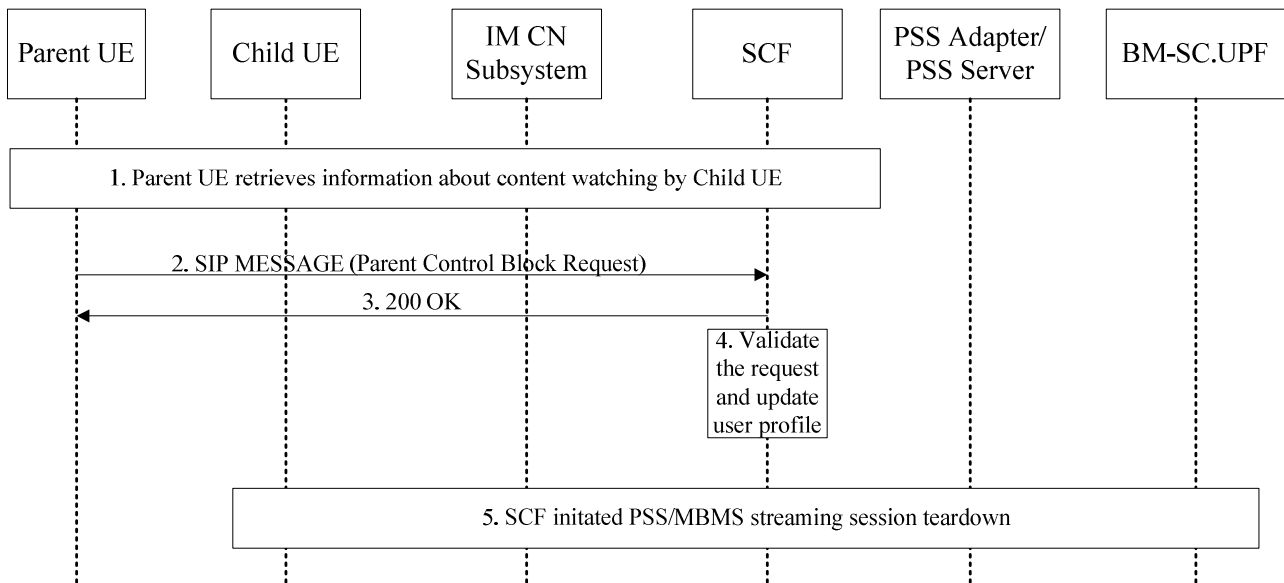 Parent UE
Child UE
IM CN
Subsystem
SCF
PSS Adapter/
PSS Server
BM-SC.UPF
1. Parent UE retrieves information about content watching by Child UE
2. SIP MESSAGE (Parent Control Block Request)
3. 200 OK
4. Validate
the request
and update
user profile
5. SCF initated PSS/MBMS streaming session teardown